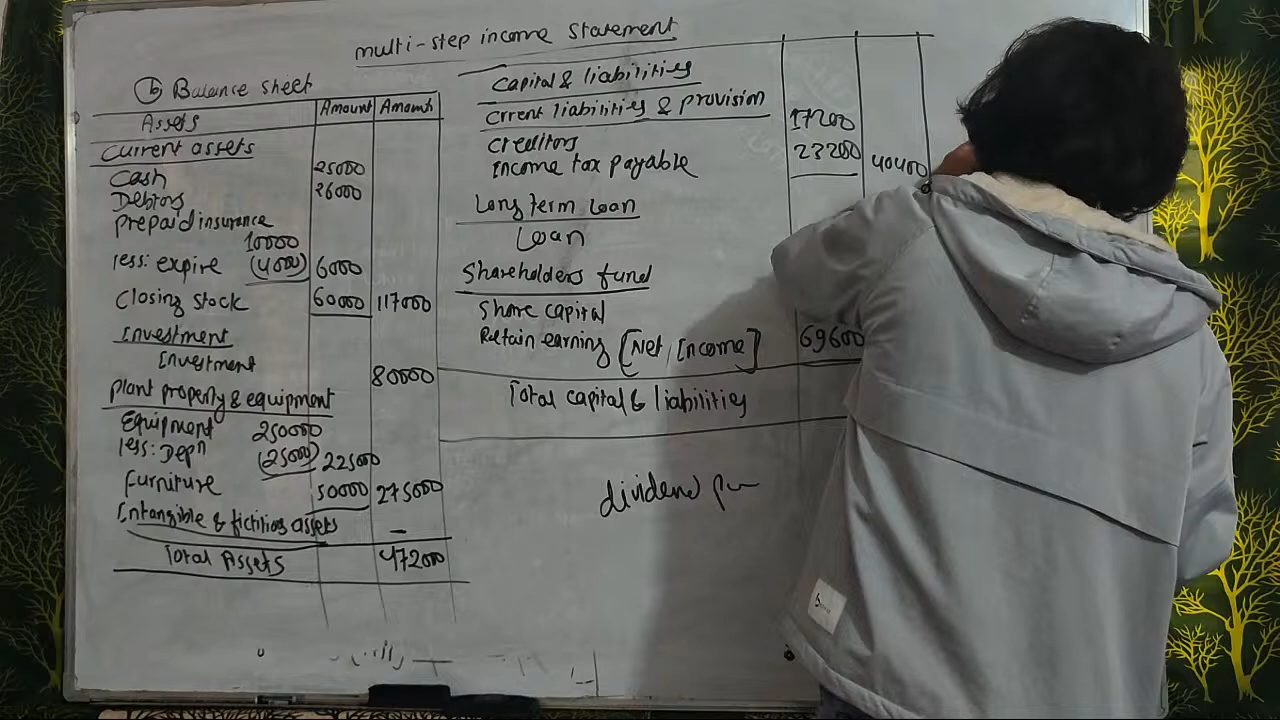 multi-step income statement
(b) Balance sheet
Assets Amount Amount
Current assets
Cash 25000
Debtors 26000
Prepaid insurance
10000
less: expire (4000) 6000
Closing stock 60000 117000
Investment
Investment 80000
Plant property & equipment
Equipment 250000
less: Depn (25000) 225000
Furniture 50000 275000
Intangible & fictitios assets -
Total Assets 472000
Capital & liabilities
Crrent liabilities & provision
Creditors 17200
Income tax payable 23200 40400
Long term loan
Loan
Shareholders fund
Share capital
Retain earning [Net Income] 69600
Total capital & liabilities
dividend